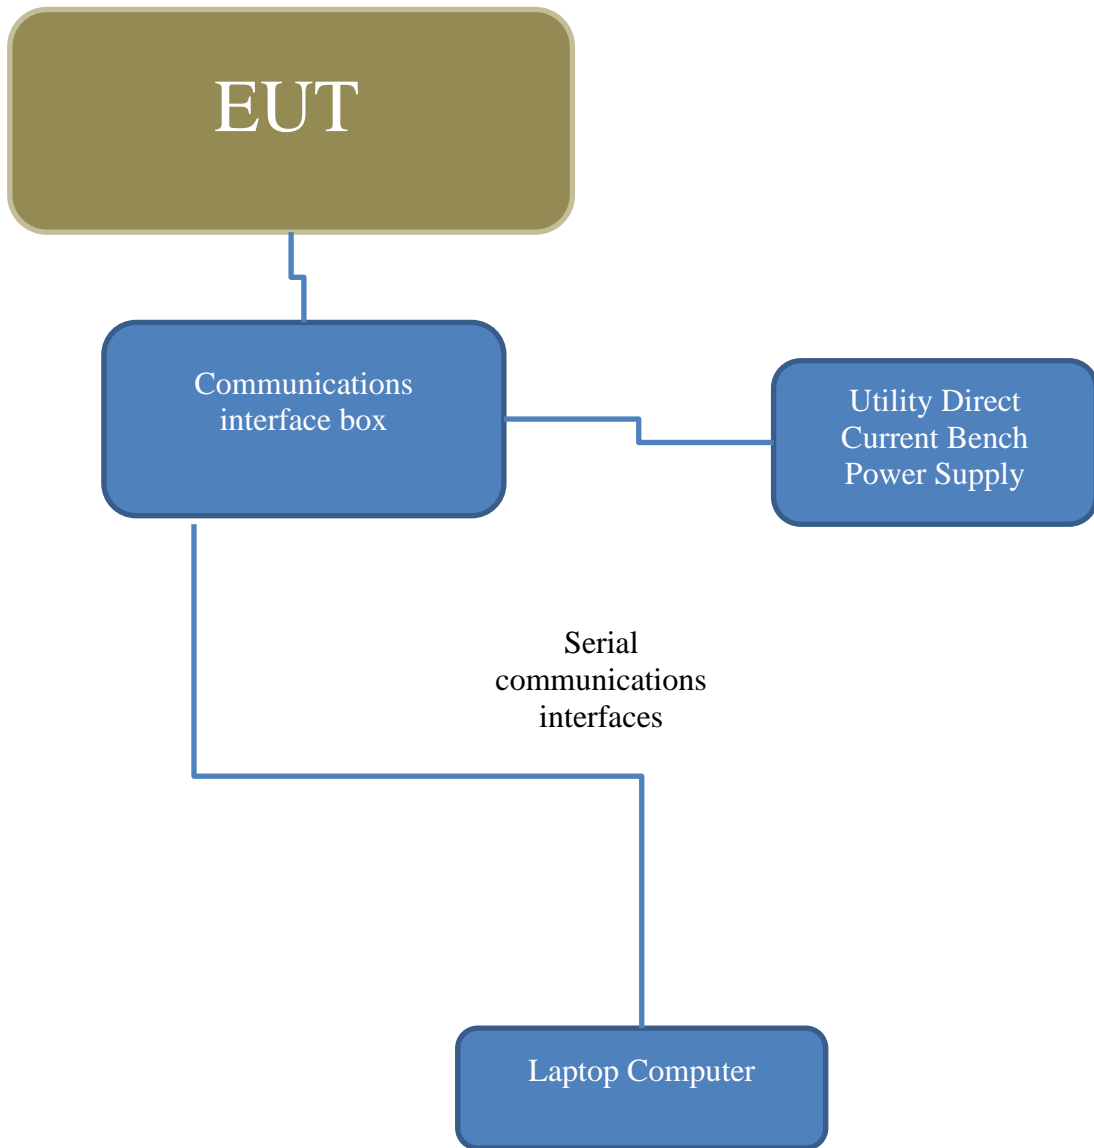 EUT
Communications
interface box
Utility Direct
Current Bench
Power Supply
Serial
communications
interfaces
Laptop Computer